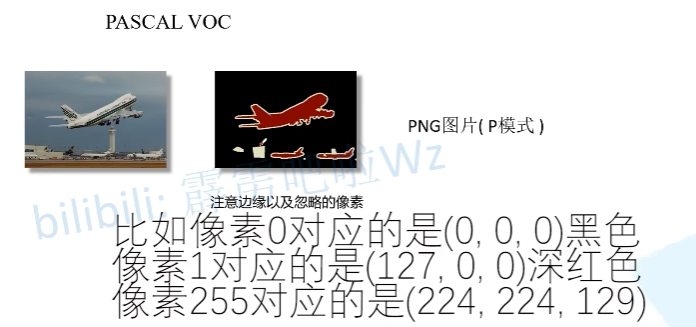 PASCAL VOC
PNG图片( P模式 )
bilibili: 霹雳吧啦Wz
注意边缘以及忽略的像素
比如像素0对应的是(0, 0, 0)黑色
像素1对应的是(127, 0, 0)深红色
像素255对应的是(224, 224, 129)